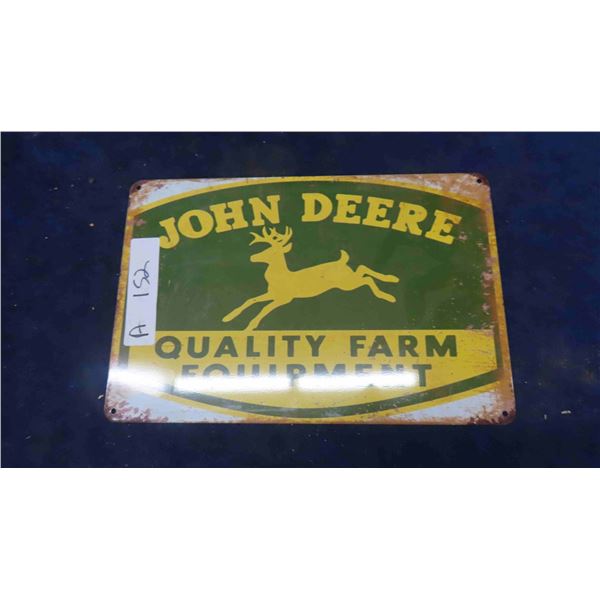 JOHN DEERE
QUALITY FARM
EQUIPMENT
A 152